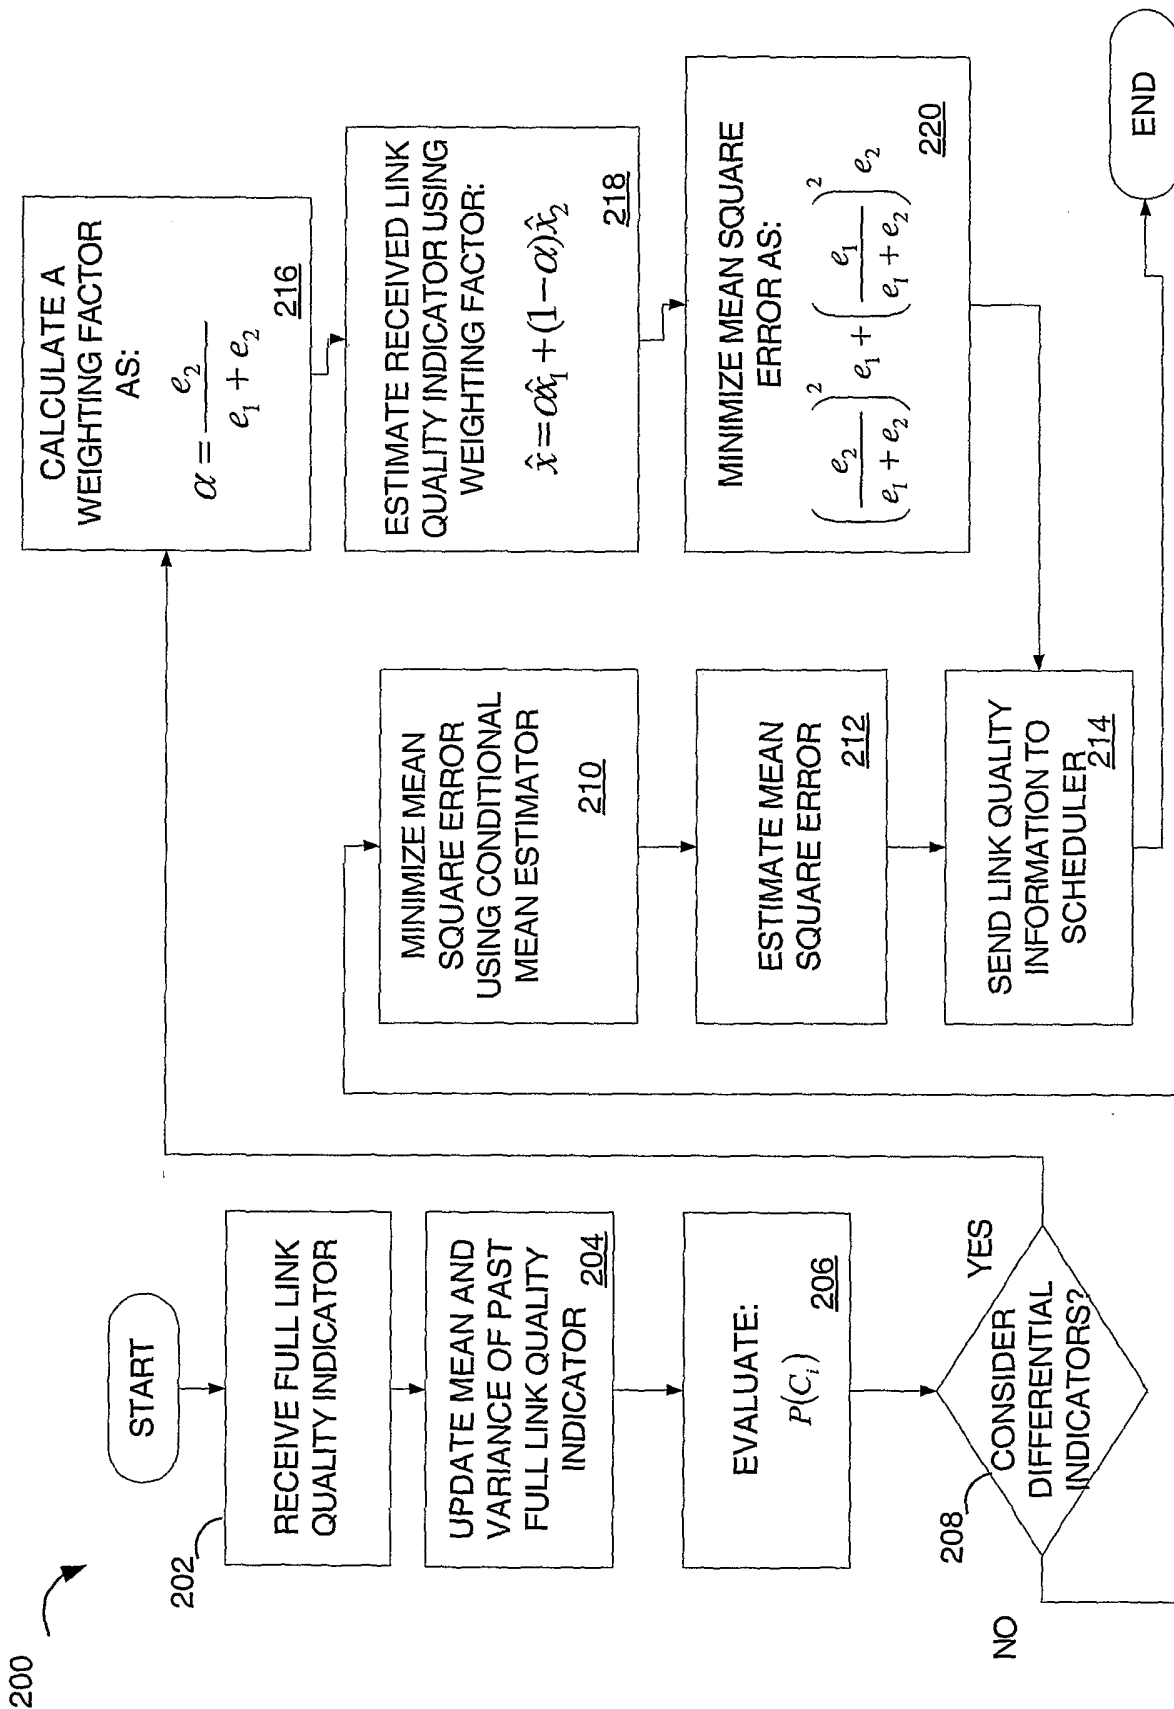 200
START
202
RECEIVE FULL LINK
QUALITY INDICATOR
UPDATE MEAN AND
VARIANCE OF PAST
FULL LINK QUALITY
INDICATOR
204
EVALUATE:
P(C_i)
206
208
CONSIDER
DIFFERENTIAL
INDICATORS?
NO
YES
MINIMIZE MEAN
SQUARE ERROR
USING CONDITIONAL
MEAN ESTIMATOR
210
ESTIMATE MEAN
SQUARE ERROR
212
SEND LINK QUALITY
INFORMATION TO
SCHEDULER
214
CALCULATE A
WEIGHTING FACTOR
AS:
α = e_2 / (e_1 + e_2)
216
ESTIMATE RECEIVED LINK
QUALITY INDICATOR USING
WEIGHTING FACTOR:
x̂ = αx̂_1 + (1 − α)x̂_2
218
MINIMIZE MEAN SQUARE
ERROR AS:
(e_2 / (e_1 + e_2))² e_1 + (e_1 / (e_1 + e_2))² e_2
220
END